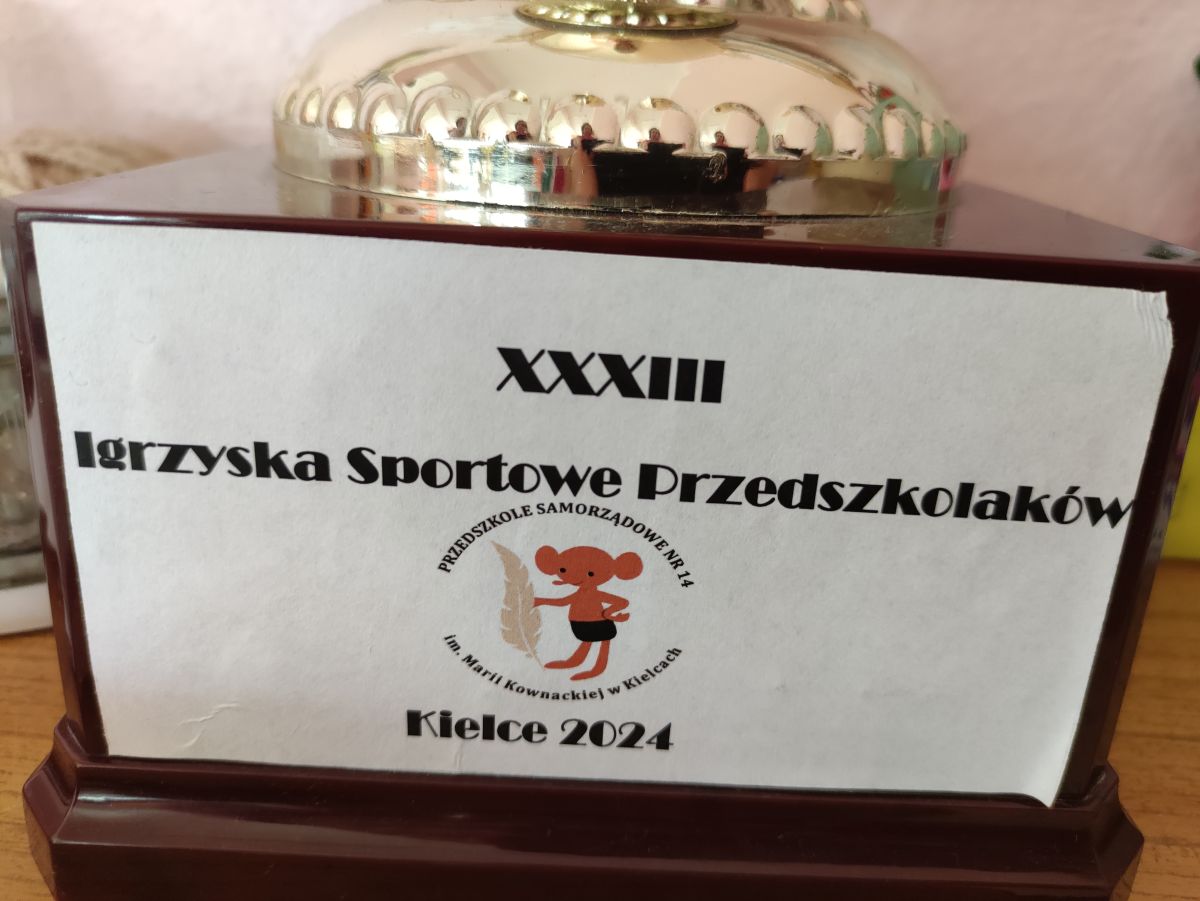 XXXIII
Igrzyska Sportowe Przedszkolaków
PRZEDSZKOLE SAMORZĄDOWE NR 14
im. Marii Kownackiej w Kielcach
Kielce 2024